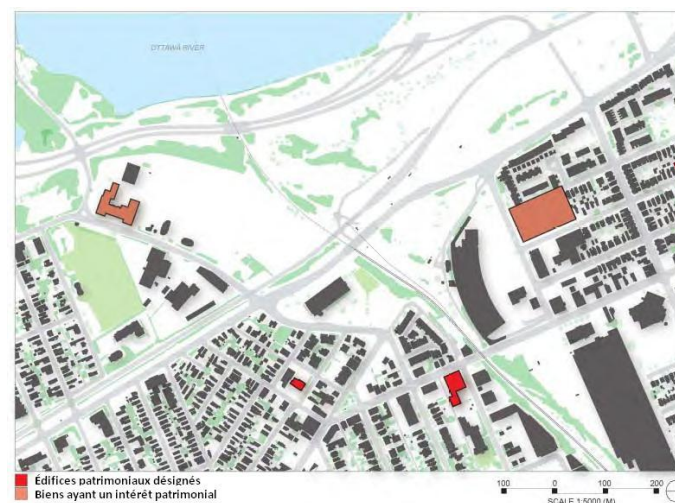 OTTAWA RIVER
Édifices patrimoniaux désignés
Biens ayant un intérêt patrimonial
100 0 100 200
SCALE 1:5000 (M)